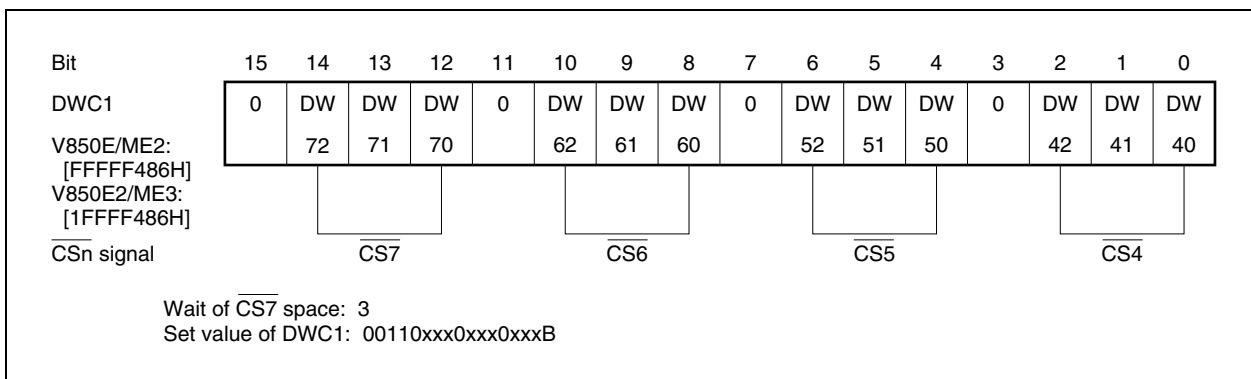 Bit 15 14 13 12 11 10 9 8 7 6 5 4 3 2 1 0
DWC1 0 DW DW DW 0 DW DW DW 0 DW DW DW 0 DW DW DW
V850E/ME2: 72 71 70 62 61 60 52 51 50 42 41 40
[FFFFF486H]
V850E2/ME3:
[1FFFF486H]
CSn signal CS7 CS6 CS5 CS4
Wait of CS7 space: 3
Set value of DWC1: 00110xxx0xxx0xxxB